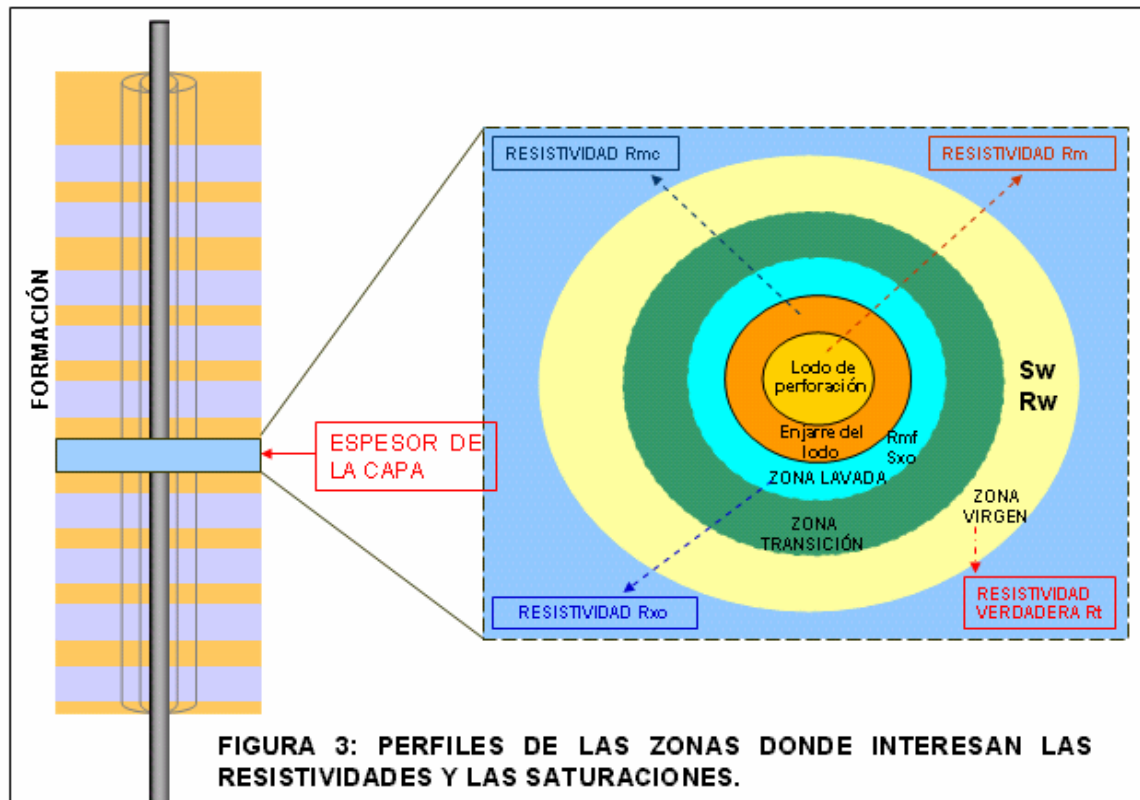 FORMACIÓN
ESPESOR DE
LA CAPA
RESISTIVIDAD Rmc
RESISTIVIDAD Rm
Lodo de
perforación
Enjarre del
lodo
Rmf
Sxo
ZONA LAVADA
ZONA
TRANSICIÓN
Sw
Rw
ZONA
VIRGEN
RESISTIVIDAD Rxo
RESISTIVIDAD
VERDADERA Rt
FIGURA 3: PERFILES DE LAS ZONAS DONDE INTERESAN LAS
RESISTIVIDADES Y LAS SATURACIONES.